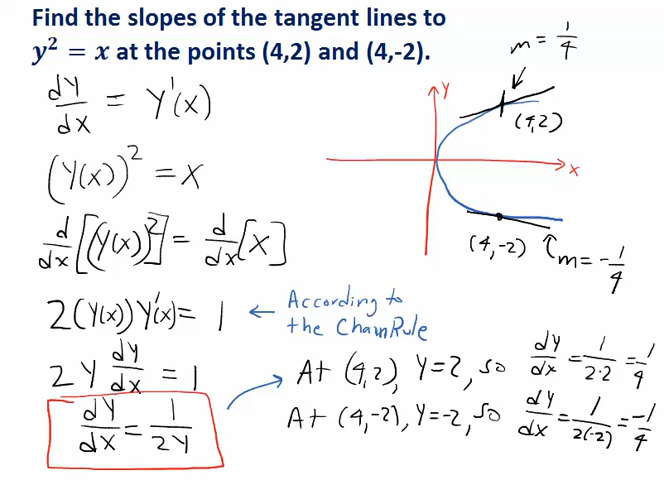 Find the slopes of the tangent lines to
y² = x at the points (4,2) and (4,-2).
dy/dx = y'(x)
(y(x))² = x
d/dx[(y(x))²] = d/dx[x]
2(y(x))y'(x) = 1 ← According to
the Chain Rule
2y dy/dx = 1
dy/dx = 1/2y
At (4,2), y=2, so dy/dx = 1/2·2 = 1/4
At (4,-2), y=-2, so dy/dx = 1/2(-2) = -1/4
m = 1/4
y
(4,2)
x
(4,-2)
m = -1/4